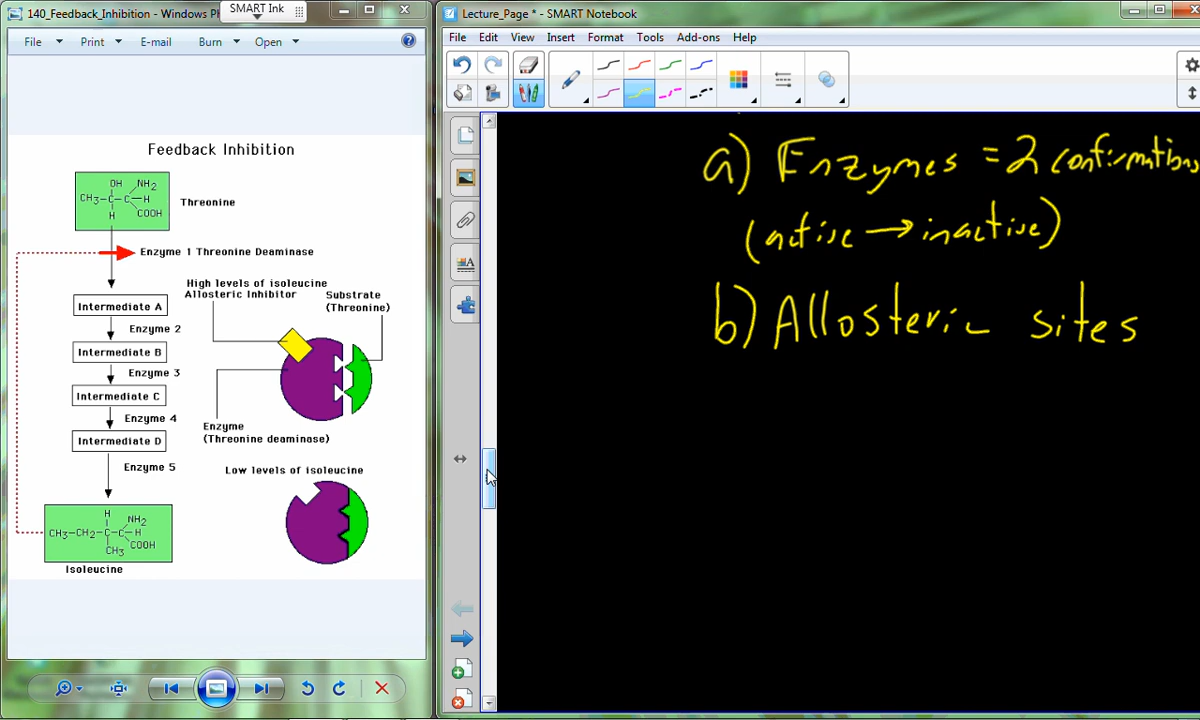 140_Feedback_Inhibition - Windows Ph
SMART Ink
File Print E-mail Burn Open
Feedback Inhibition
OH NH2
CH3-C-C-H
H COOH
Threonine
Enzyme 1 Threonine Deaminase
Intermediate A
Enzyme 2
Intermediate B
Enzyme 3
Intermediate C
Enzyme 4
Intermediate D
Enzyme 5
H NH2
CH3-CH2-C-C-H
CH3 COOH
Isoleucine
High levels of isoleucine
Allosteric Inhibitor
Substrate
(Threonine)
Enzyme
(Threonine deaminase)
Low levels of isoleucine
Lecture_Page * - SMART Notebook
File Edit View Insert Format Tools Add-ons Help
a) Enzymes = 2 confirmations
(active → inactive)
b) Allosteric sites